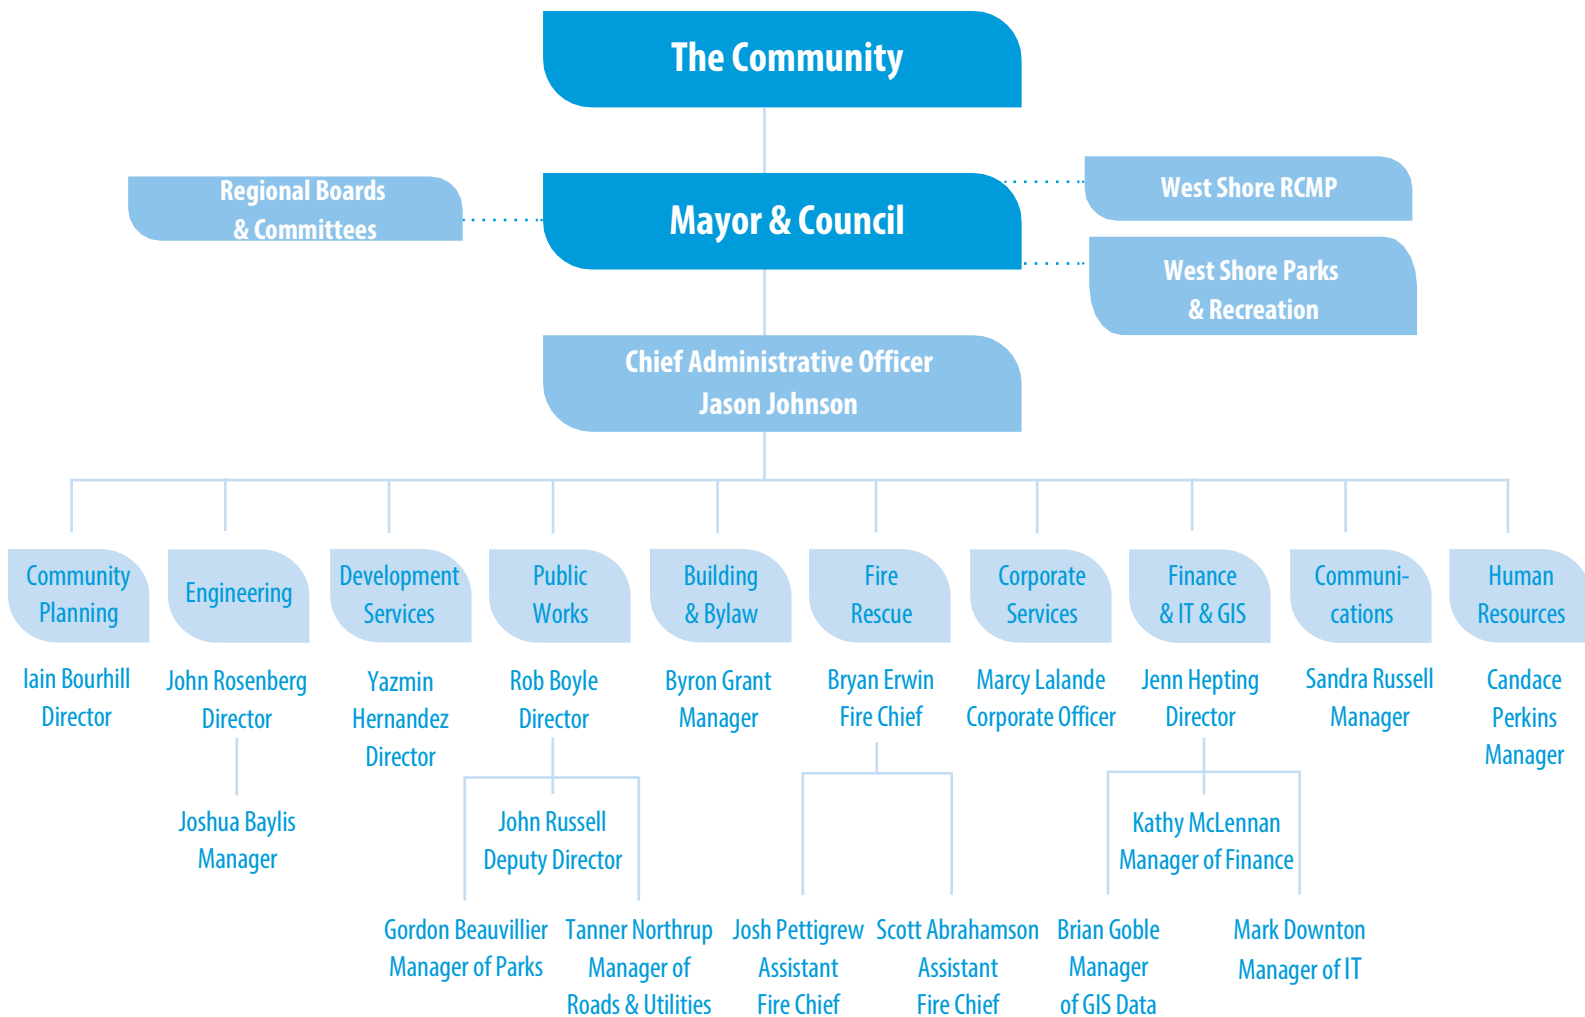 The Community
Regional Boards
& Committees
Mayor & Council
West Shore RCMP
West Shore Parks
& Recreation
Chief Administrative Officer
Jason Johnson
Community
Planning
Engineering
Development
Services
Public
Works
Building
& Bylaw
Fire
Rescue
Corporate
Services
Finance
& IT & GIS
Communi-
cations
Human
Resources
Iain Bourhill
Director
John Rosenberg
Director
Yazmin
Hernandez
Director
Rob Boyle
Director
Byron Grant
Manager
Bryan Erwin
Fire Chief
Marcy Lalande
Corporate Officer
Jenn Hepting
Director
Sandra Russell
Manager
Candace
Perkins
Manager
Joshua Baylis
Manager
John Russell
Deputy Director
Kathy McLennan
Manager of Finance
Gordon Beauvillier
Manager of Parks
Tanner Northrup
Manager of
Roads & Utilities
Josh Pettigrew
Assistant
Fire Chief
Scott Abrahamson
Assistant
Fire Chief
Brian Goble
Manager
of GIS Data
Mark Downton
Manager of IT